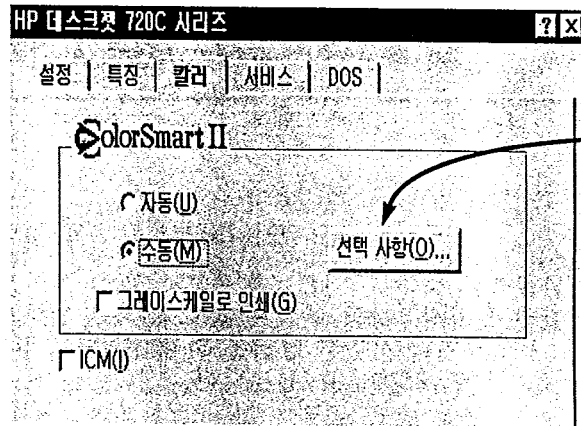 HP 데스크젯 720C 시리즈
설정 특징 칼러 서비스 DOS
ColorSmart II
자동(U)
수동(M) 선택 사항(O)...
그레이스케일로 인쇄(G)
ICM(I)